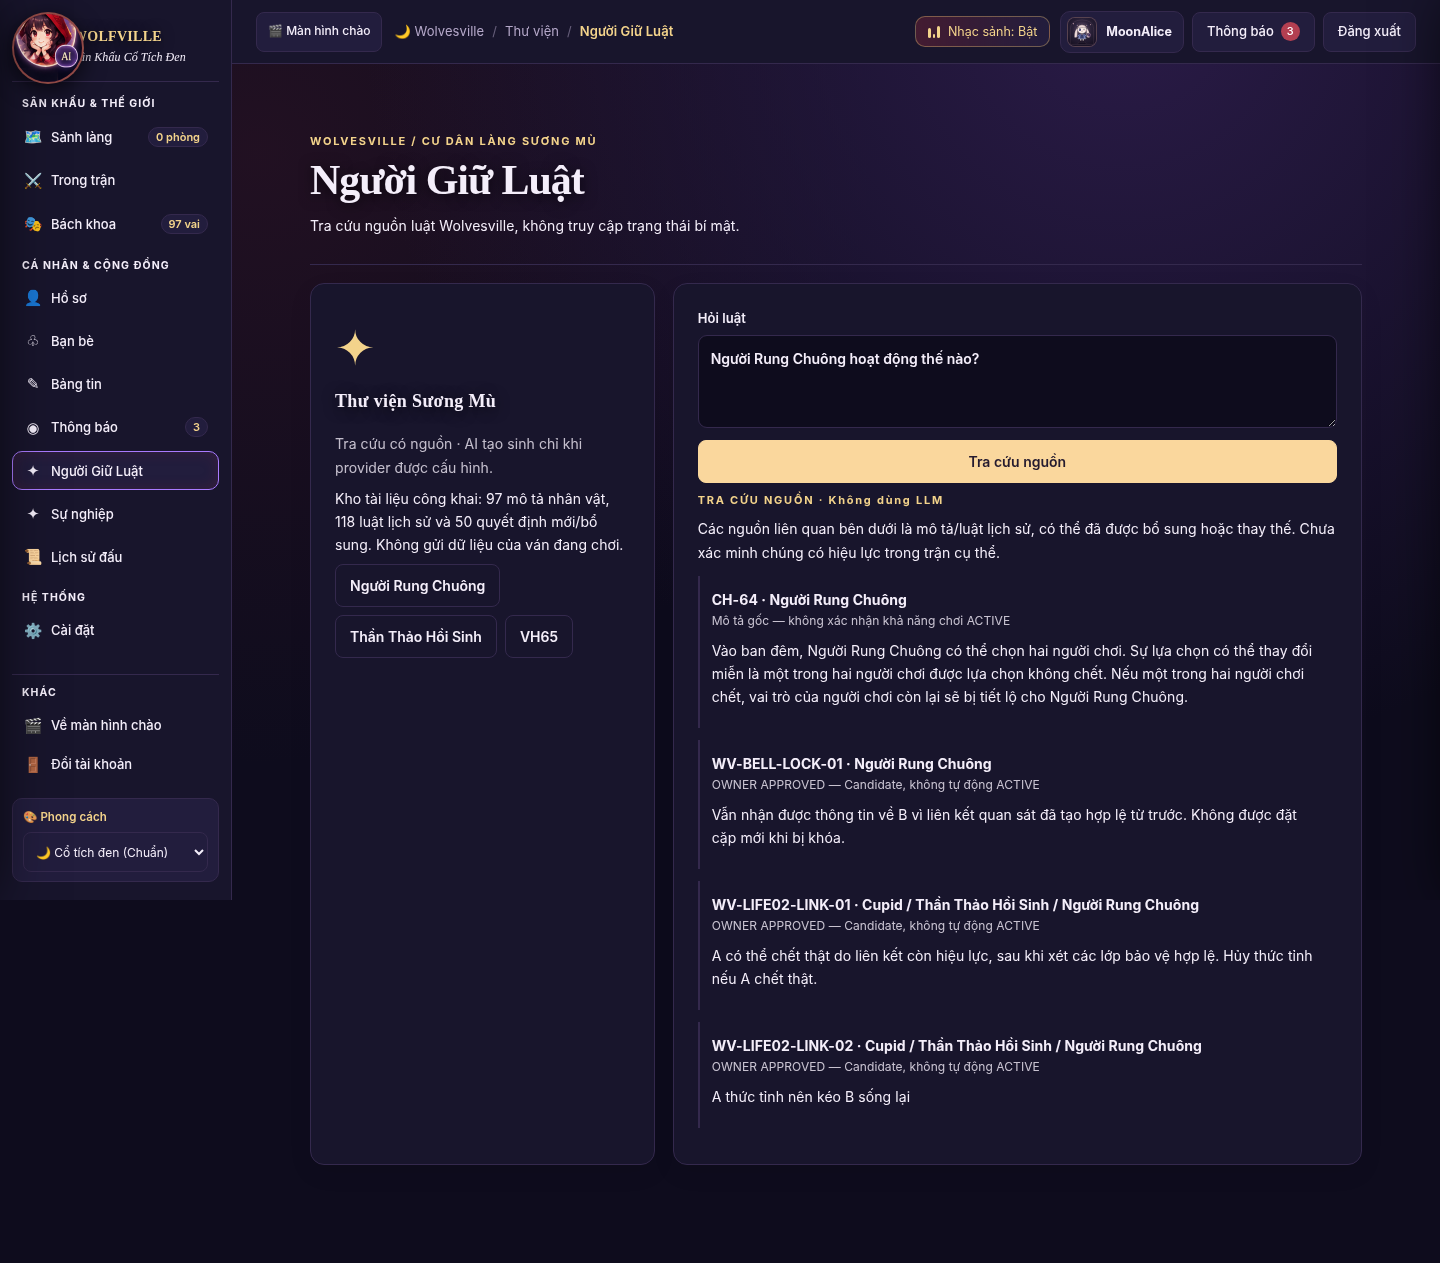 WOLFVILLE
AI
Sân Khấu Cổ Tích Đen
SÂN KHẤU & THẾ GIỚI
Sảnh làng
0 phòng
Trong trận
Bách khoa
97 vai
CÁ NHÂN & CỘNG ĐỒNG
Hồ sơ
Bạn bè
Bảng tin
Thông báo
3
Người Giữ Luật
Sự nghiệp
Lịch sử đấu
HỆ THỐNG
Cài đặt
KHÁC
Về màn hình chào
Đổi tài khoản
Phong cách
Cổ tích đen (Chuẩn)
Màn hình chào
Wolvesville / Thư viện / Người Giữ Luật
Nhạc sảnh: Bật
MoonAlice
Thông báo 3
Đăng xuất
WOLVESVILLE / CƯ DÂN LÀNG SƯƠNG MÙ
Người Giữ Luật
Tra cứu nguồn luật Wolvesville, không truy cập trạng thái bí mật.
Thư viện Sương Mù
Tra cứu có nguồn · AI tạo sinh chỉ khi
provider được cấu hình.
Kho tài liệu công khai: 97 mô tả nhân vật,
118 luật lịch sử và 50 quyết định mới/bổ
sung. Không gửi dữ liệu của ván đang chơi.
Người Rung Chuông
Thần Thảo Hồi Sinh
VH65
Hỏi luật
Người Rung Chuông hoạt động thế nào?
Tra cứu nguồn
TRA CỨU NGUỒN · Không dùng LLM
Các nguồn liên quan bên dưới là mô tả/luật lịch sử, có thể đã được bổ sung hoặc thay thế. Chưa
xác minh chúng có hiệu lực trong trận cụ thể.
CH-64 · Người Rung Chuông
Mô tả gốc — không xác nhận khả năng chơi ACTIVE
Vào ban đêm, Người Rung Chuông có thể chọn hai người chơi. Sự lựa chọn có thể thay đổi
miễn là một trong hai người chơi được lựa chọn không chết. Nếu một trong hai người chơi
chết, vai trò của người chơi còn lại sẽ bị tiết lộ cho Người Rung Chuông.
WV-BELL-LOCK-01 · Người Rung Chuông
OWNER APPROVED — Candidate, không tự động ACTIVE
Vẫn nhận được thông tin về B vì liên kết quan sát đã tạo hợp lệ từ trước. Không được đặt
cặp mới khi bị khóa.
WV-LIFE02-LINK-01 · Cupid / Thần Thảo Hồi Sinh / Người Rung Chuông
OWNER APPROVED — Candidate, không tự động ACTIVE
A có thể chết thật do liên kết còn hiệu lực, sau khi xét các lớp bảo vệ hợp lệ. Hủy thức tỉnh
nếu A chết thật.
WV-LIFE02-LINK-02 · Cupid / Thần Thảo Hồi Sinh / Người Rung Chuông
OWNER APPROVED — Candidate, không tự động ACTIVE
A thức tỉnh nên kéo B sống lại